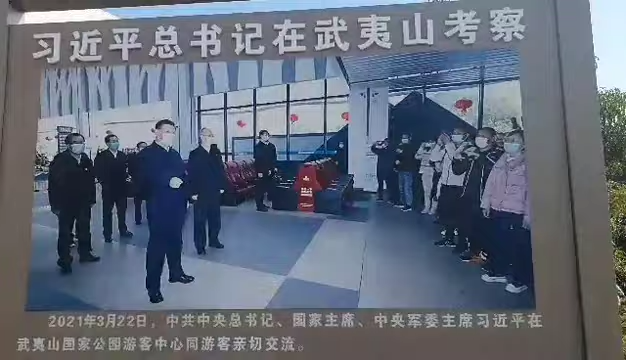 习近平总书记在武夷山考察
2021年3月22日，中共中央总书记、国家主席、中央军委主席习近平在
武夷山国家公园游客中心同游客亲切交流。